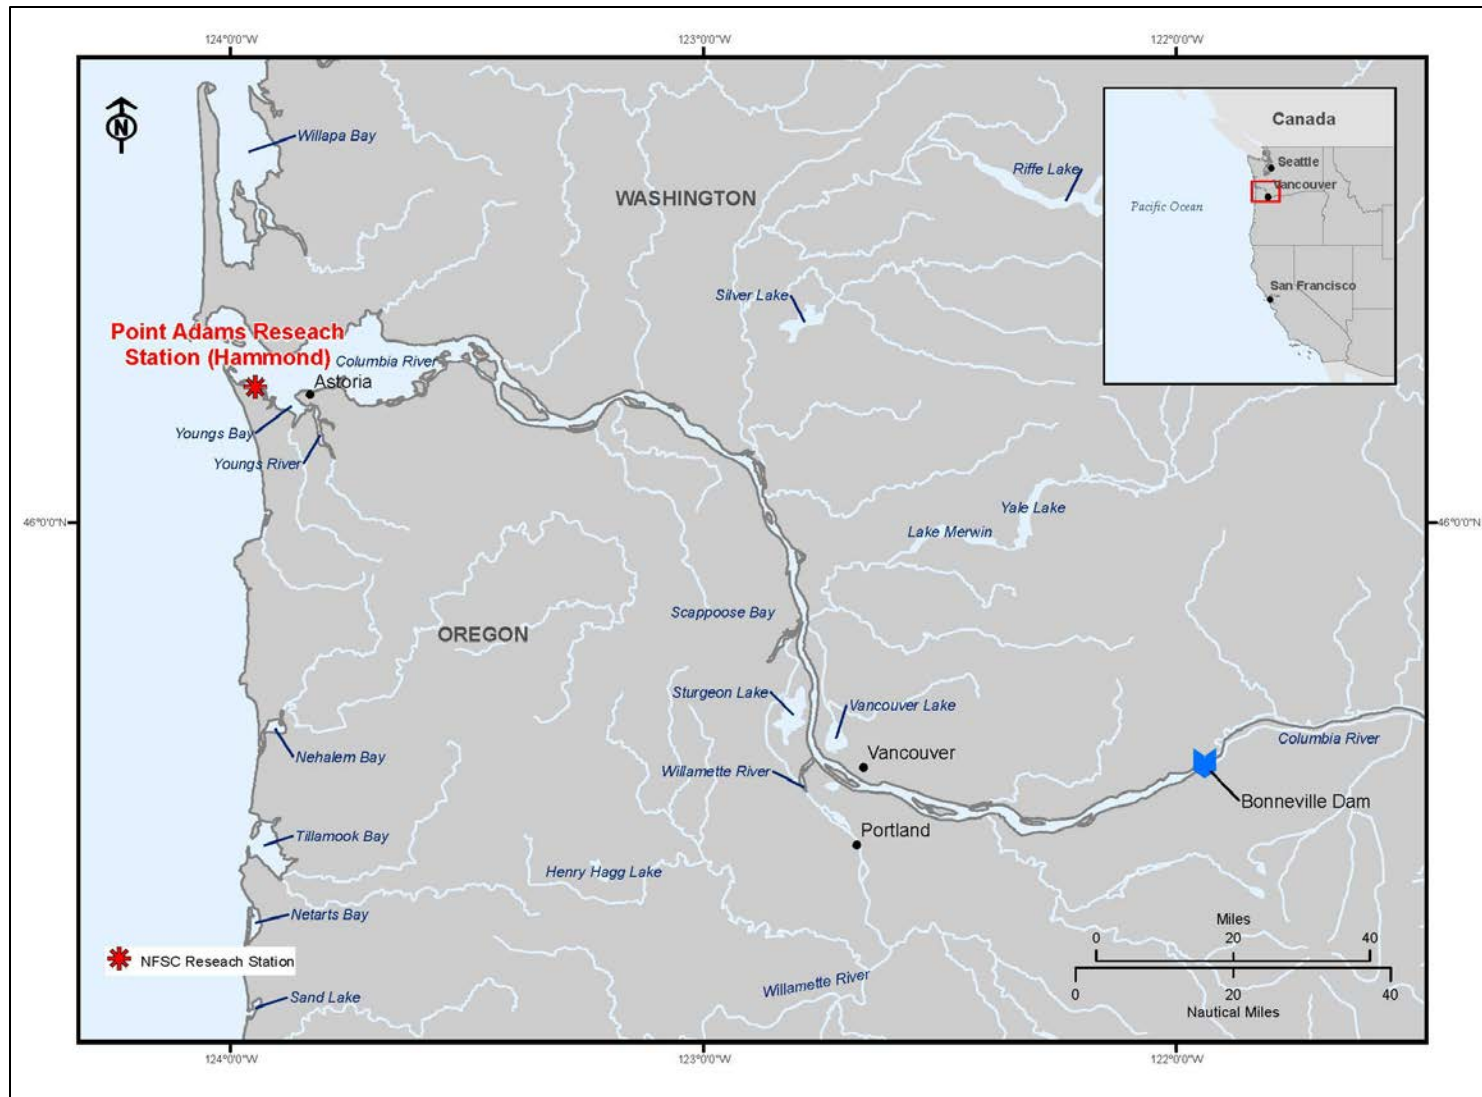 124°0'0"W
123°0'0"W
122°0'0"W
N
Willapa Bay
WASHINGTON
Riffe Lake
Canada
Seattle
Vancouver
Pacific Ocean
San Francisco
Silver Lake
Point Adams Reseach
Station (Hammond)
Columbia River
Astoria
Youngs Bay
Youngs River
46°0'0"N
46°0'0"N
Yale Lake
Lake Merwin
Scappoose Bay
OREGON
Sturgeon Lake
Vancouver Lake
Nehalem Bay
Vancouver
Columbia River
Willamette River
Bonneville Dam
Portland
Tillamook Bay
Henry Hagg Lake
Netarts Bay
Miles
0 20 40
NFSC Reseach Station
Willamette River
Sand Lake
0 20 40
Nautical Miles
124°0'0"W
123°0'0"W
122°0'0"W